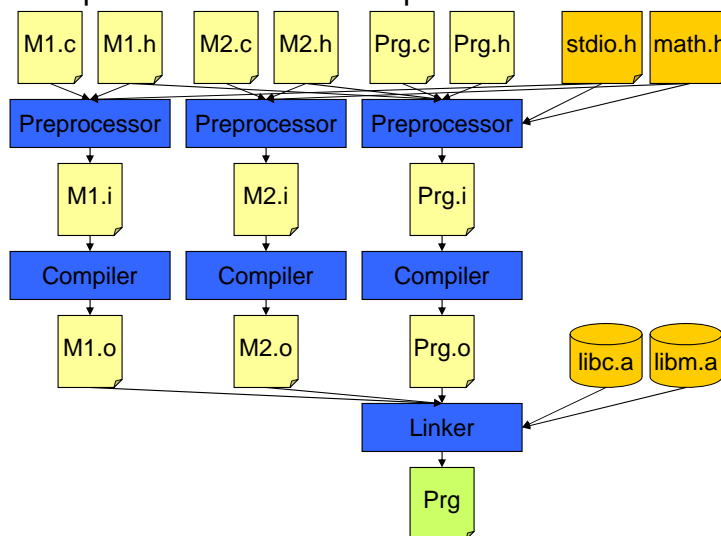 M1.c M1.h M2.c M2.h Prg.c Prg.h stdio.h math.h
Preprocessor Preprocessor Preprocessor
M1.i M2.i Prg.i
Compiler Compiler Compiler
M1.o M2.o Prg.o libc.a libm.a
Linker
Prg